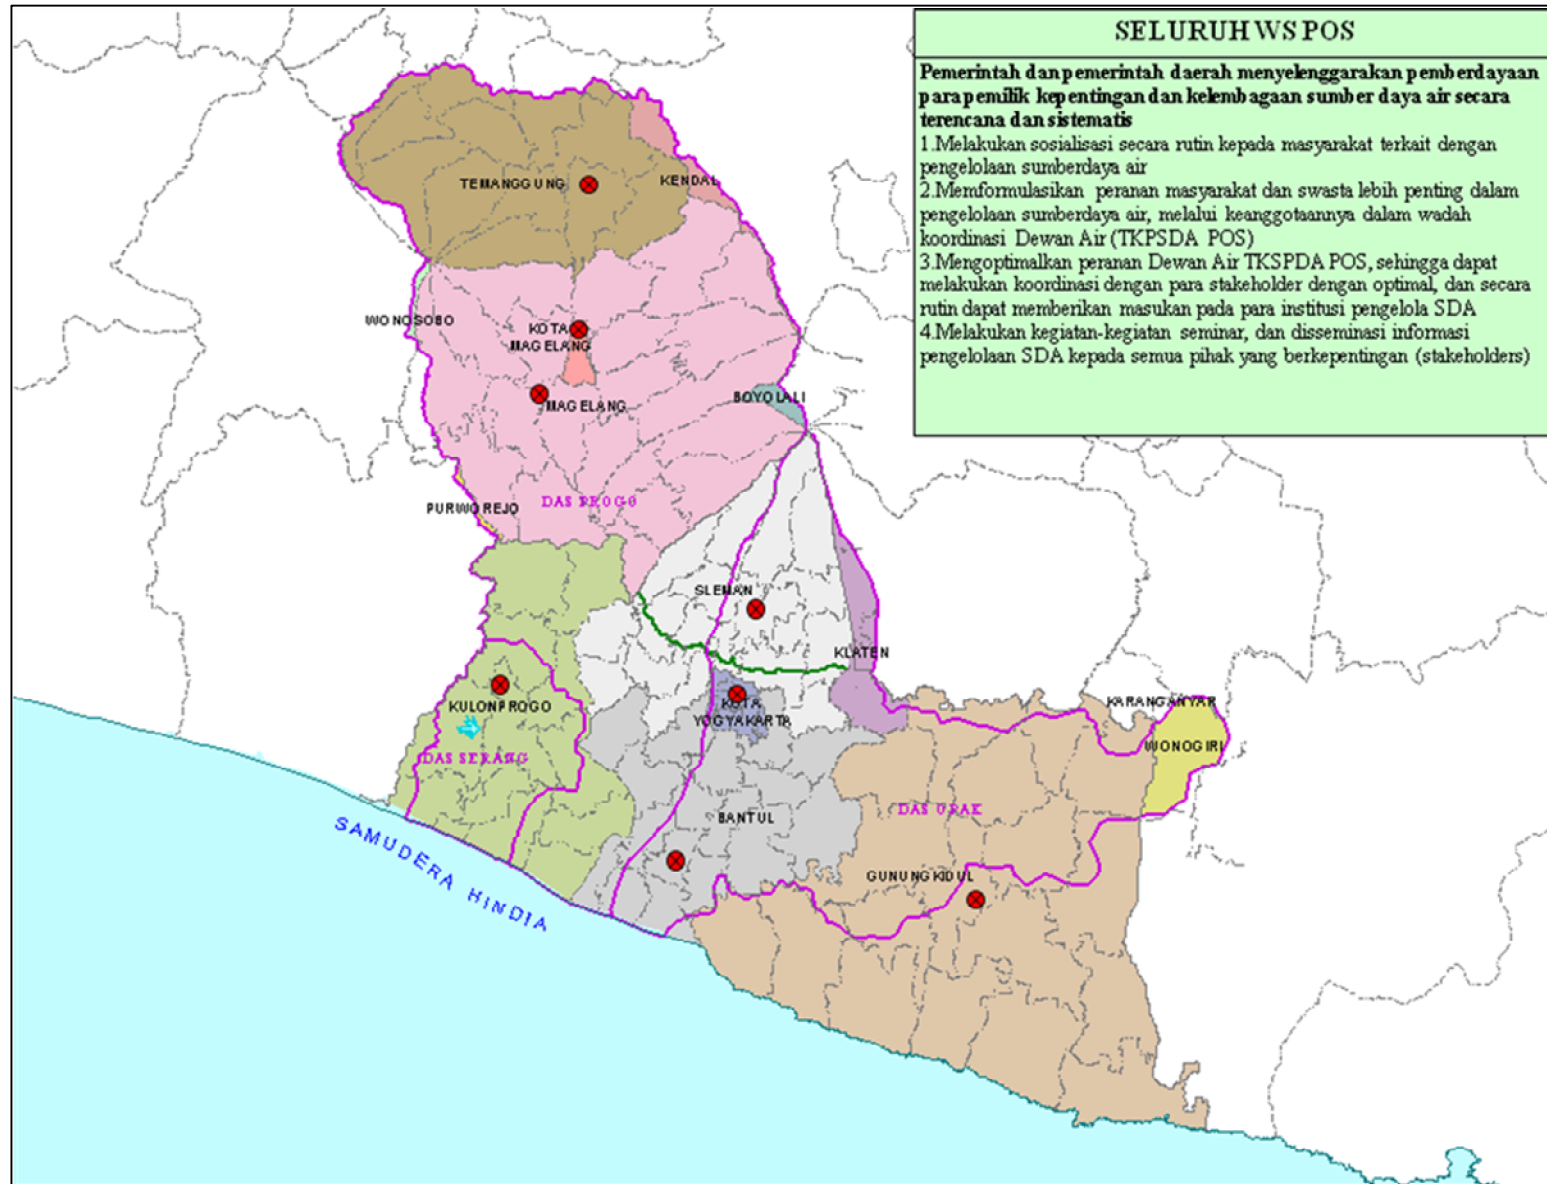 SELURUH WS POS
Pemerintah dan pemerintah daerah menyelenggarakan pemberdayaan
para pemilik kepentingan dan kelembagaan sumber daya air secara
terencana dan sistematis
1.Melakukan sosialisasi secara rutin kepada masyarakat terkait dengan
pengelolaan sumberdaya air
2.Memformulasikan peranan masyarakat dan swasta lebih penting dalam
pengelolaan sumberdaya air, melalui keanggotaannya dalam wadah
koordinasi Dewan Air (TKPSDA POS)
3.Mengoptimalkan peranan Dewan Air TKSPDA POS, sehingga dapat
melakukan koordinasi dengan para stakeholder dengan optimal, dan secara
rutin dapat memberikan masukan pada para institusi pengelola SDA
4.Melakukan kegiatan-kegiatan seminar, dan disseminasi informasi
pengelolaan SDA kepada semua pihak yang berkepentingan (stakeholders)
TEMANGGUNG
KENDAL
WONOSOBO
KOTA
MAGELANG
MAGELANG
BOYOLALI
DAS PROGO
PURWOREJO
SLEMAN
KLATEN
KULONPROGO
KOTA
YOGYAKARTA
KARANGANYAR
WONOGIRI
DAS SERANG
BANTUL
DAS OPAK
GUNUNGKIDUL
SAMUDERA HINDIA